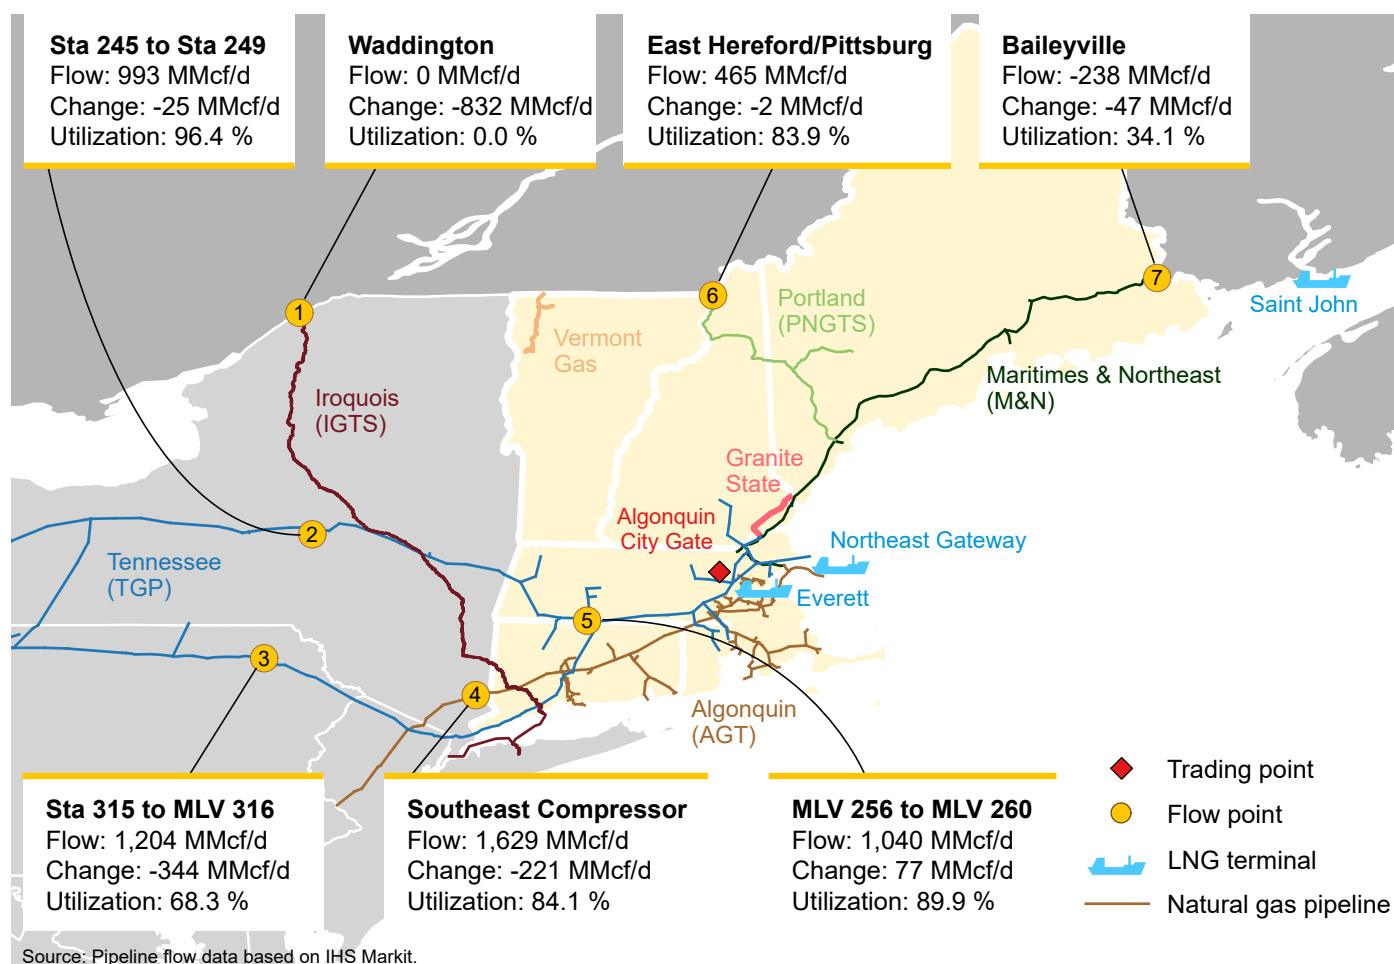 Sta 245 to Sta 249
Flow: 993 MMcf/d
Change: -25 MMcf/d
Utilization: 96.4 %
Waddington
Flow: 0 MMcf/d
Change: -832 MMcf/d
Utilization: 0.0 %
East Hereford/Pittsburg
Flow: 465 MMcf/d
Change: -2 MMcf/d
Utilization: 83.9 %
Baileyville
Flow: -238 MMcf/d
Change: -47 MMcf/d
Utilization: 34.1 %
7
6
1
Saint John
Portland
(PNGTS)
Vermont
Gas
Maritimes & Northeast
(M&N)
Iroquois
(IGTS)
Granite
State
Algonquin
City Gate
2
Northeast Gateway
Tennessee
(TGP)
Everett
5
3
4
Algonquin
(AGT)
Sta 315 to MLV 316
Flow: 1,204 MMcf/d
Change: -344 MMcf/d
Utilization: 68.3 %
Southeast Compressor
Flow: 1,629 MMcf/d
Change: -221 MMcf/d
Utilization: 84.1 %
MLV 256 to MLV 260
Flow: 1,040 MMcf/d
Change: 77 MMcf/d
Utilization: 89.9 %
Trading point
Flow point
LNG terminal
Natural gas pipeline
Source: Pipeline flow data based on IHS Markit.